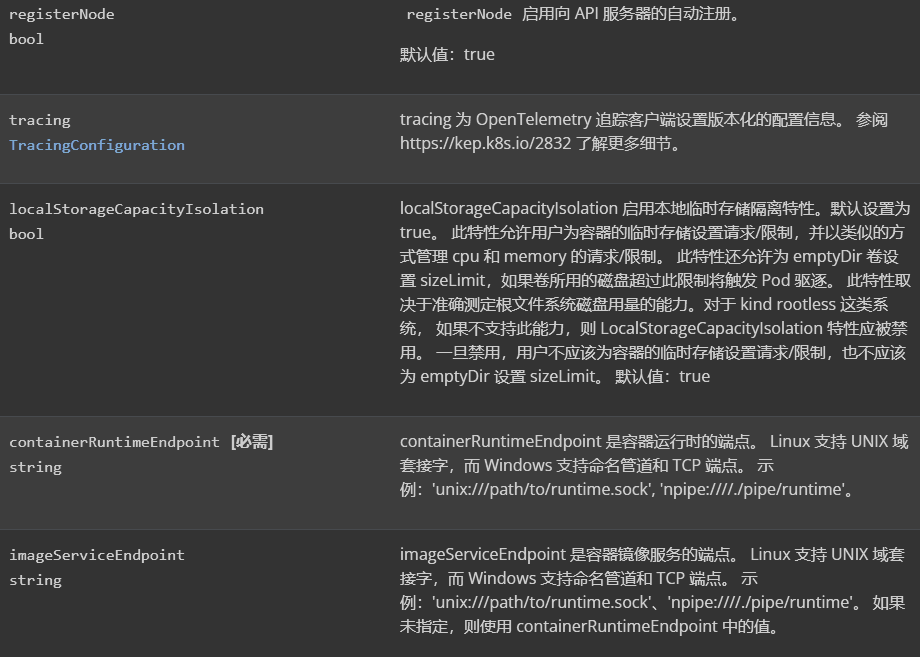 registerNode
bool
registerNode 启用向 API 服务器的自动注册。
默认值：true
tracing
TracingConfiguration
tracing 为 OpenTelemetry 追踪客户端设置版本化的配置信息。 参阅
https://kep.k8s.io/2832 了解更多细节。
localStorageCapacityIsolation
bool
localStorageCapacityIsolation 启用本地临时存储隔离特性。默认设置为
true。 此特性允许用户为容器的临时存储设置请求/限制，并以类似的方
式管理 cpu 和 memory 的请求/限制。 此特性还允许为 emptyDir 卷设
置 sizeLimit，如果卷所用的磁盘超过此限制将触发 Pod 驱逐。 此特性取
决于准确测定根文件系统磁盘用量的能力。对于 kind rootless 这类系
统， 如果不支持此能力，则 LocalStorageCapacityIsolation 特性应被禁
用。 一旦禁用，用户不应该为容器的临时存储设置请求/限制，也不应该
为 emptyDir 设置 sizeLimit。 默认值：true
containerRuntimeEndpoint [必需]
string
containerRuntimeEndpoint 是容器运行时的端点。 Linux 支持 UNIX 域
套接字，而 Windows 支持命名管道和 TCP 端点。 示
例：'unix:///path/to/runtime.sock', 'npipe:////./pipe/runtime'。
imageServiceEndpoint
string
imageServiceEndpoint 是容器镜像服务的端点。 Linux 支持 UNIX 域套
接字，而 Windows 支持命名管道和 TCP 端点。 示
例：'unix:///path/to/runtime.sock'、'npipe:////./pipe/runtime'。 如果
未指定，则使用 containerRuntimeEndpoint 中的值。